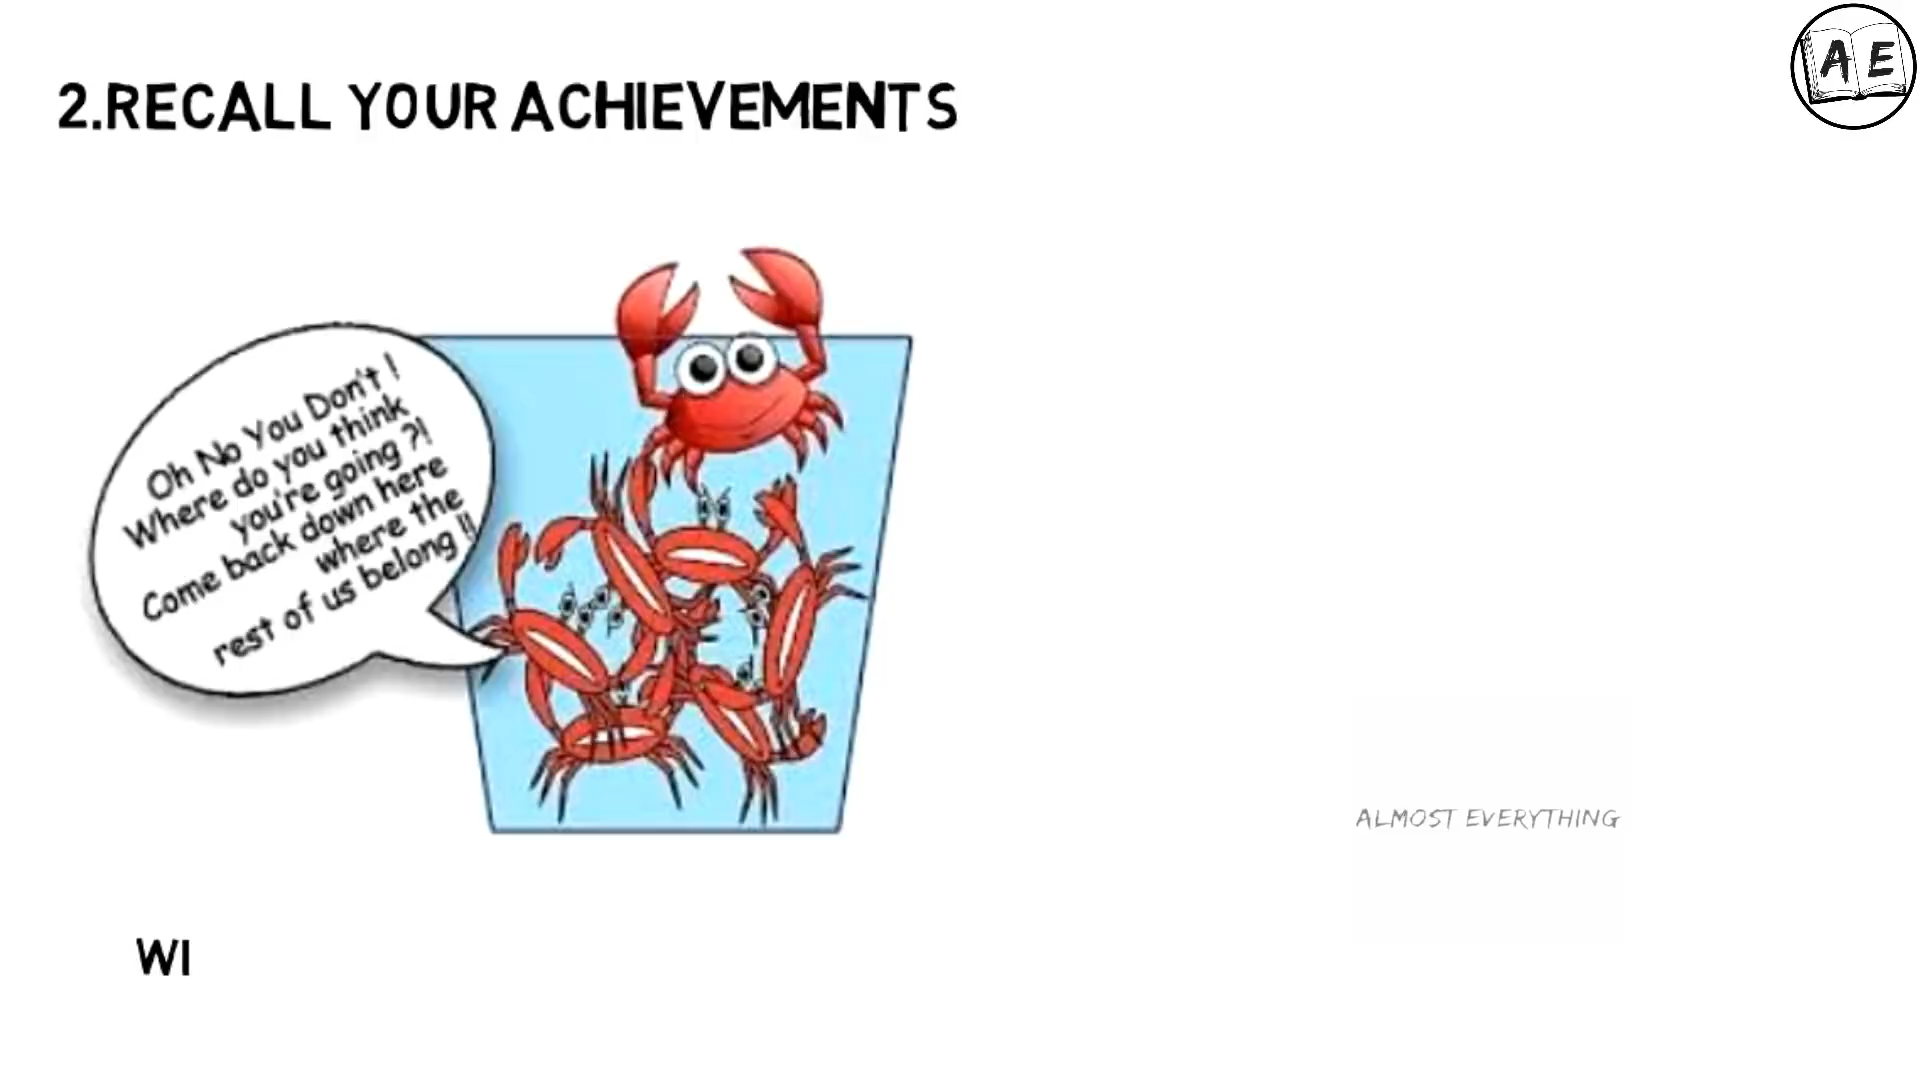 A E
2.RECALL YOUR ACHIEVEMENTS
Oh No You Don't !
Where do you think
you're going ?!
Come back down here
where the
rest of us belong !!
ALMOST EVERYTHING
WI